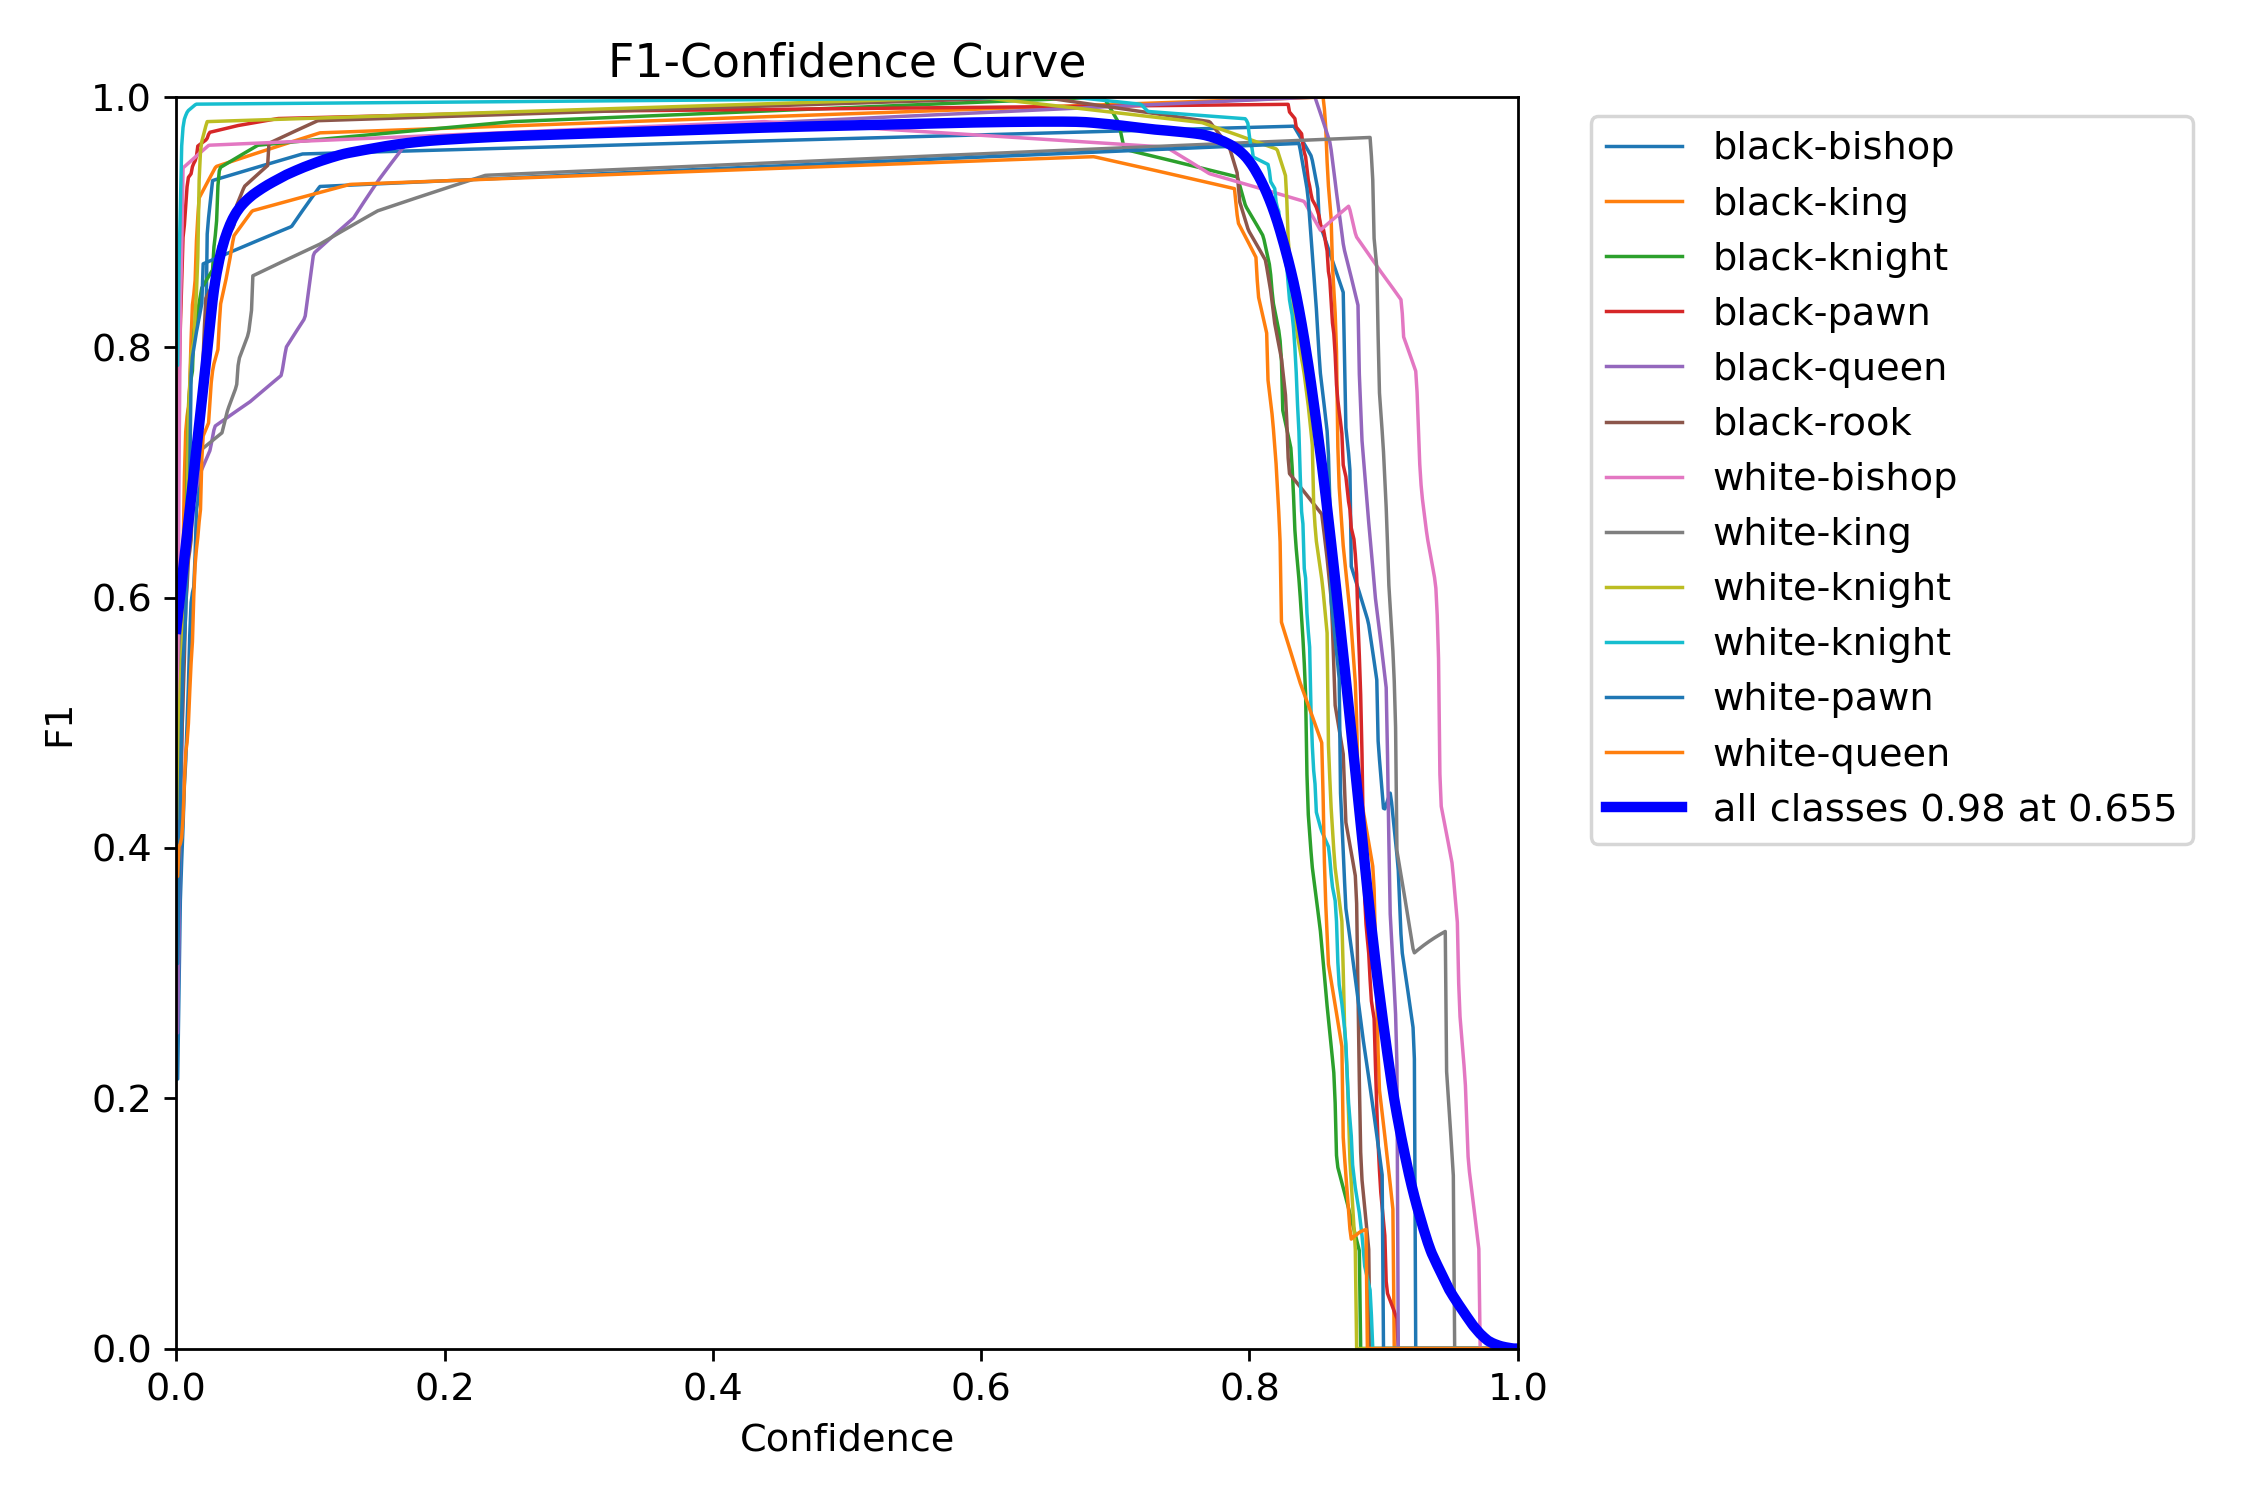 F1-Confidence Curve
1.0
0.8
0.6
0.4
0.2
0.0
F1
0.0 0.2 0.4 0.6 0.8 1.0
Confidence
black-bishop
black-king
black-knight
black-pawn
black-queen
black-rook
white-bishop
white-king
white-knight
white-knight
white-pawn
white-queen
all classes 0.98 at 0.655